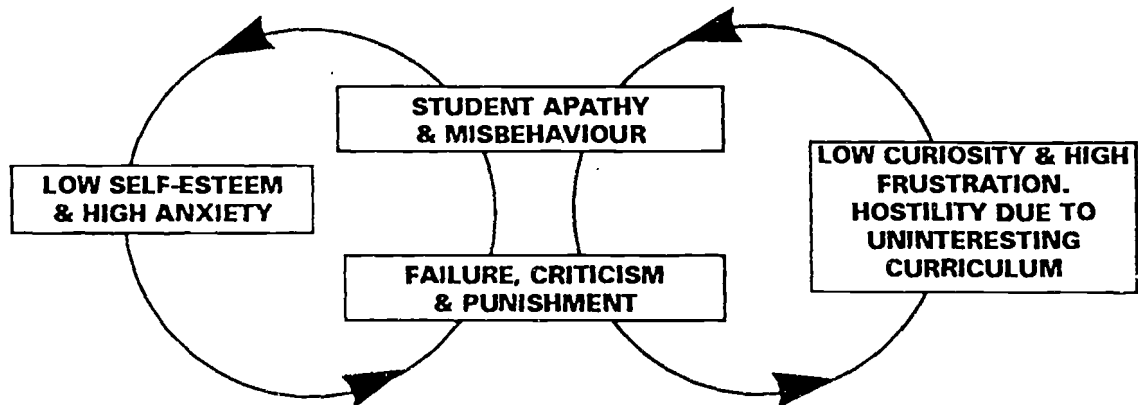 STUDENT APATHY
& MISBEHAVIOUR
LOW SELF-ESTEEM
& HIGH ANXIETY
LOW CURIOSITY & HIGH
FRUSTRATION.
HOSTILITY DUE TO
UNINTERESTING
CURRICULUM
FAILURE, CRITICISM
& PUNISHMENT